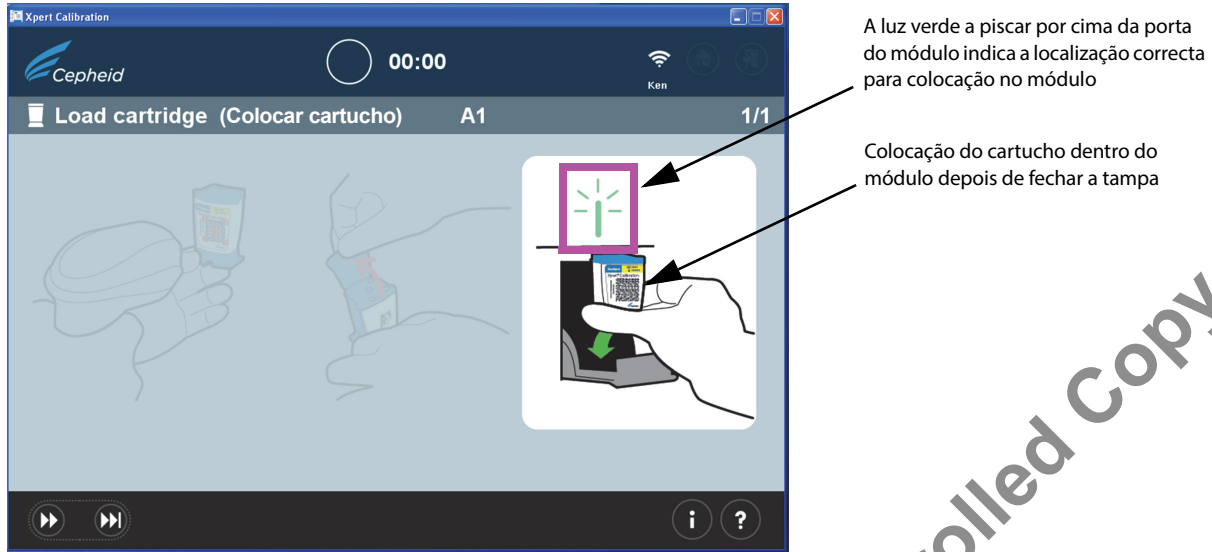 Xpert Calibration
Cepheid
00:00
Ken
Load cartridge (Colocar cartucho) A1 1/1
Xpert Calibration
i ?
A luz verde a piscar por cima da porta
do módulo indica a localização correcta
para colocação no módulo
Colocação do cartucho dentro do
módulo depois de fechar a tampa
Copy